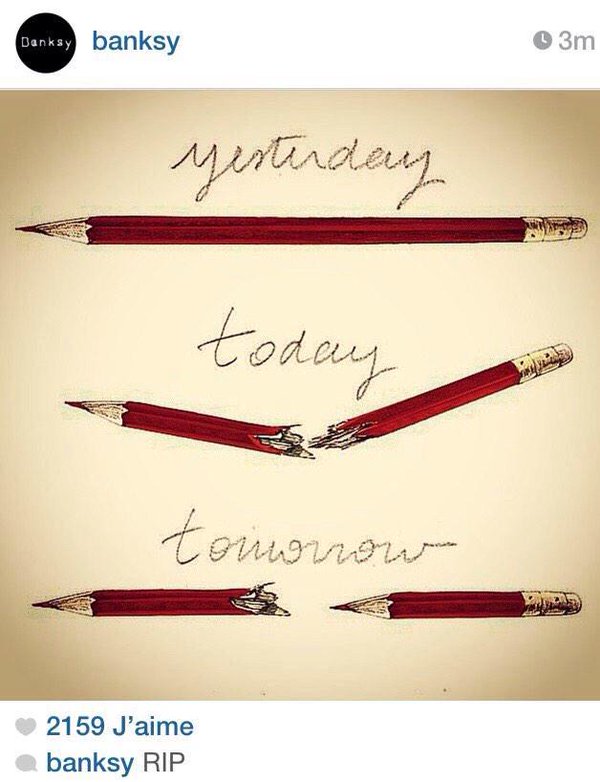 Banksy
banksy
3m
yesterday
today
tomorrow
2159 J’aime
banksy RIP